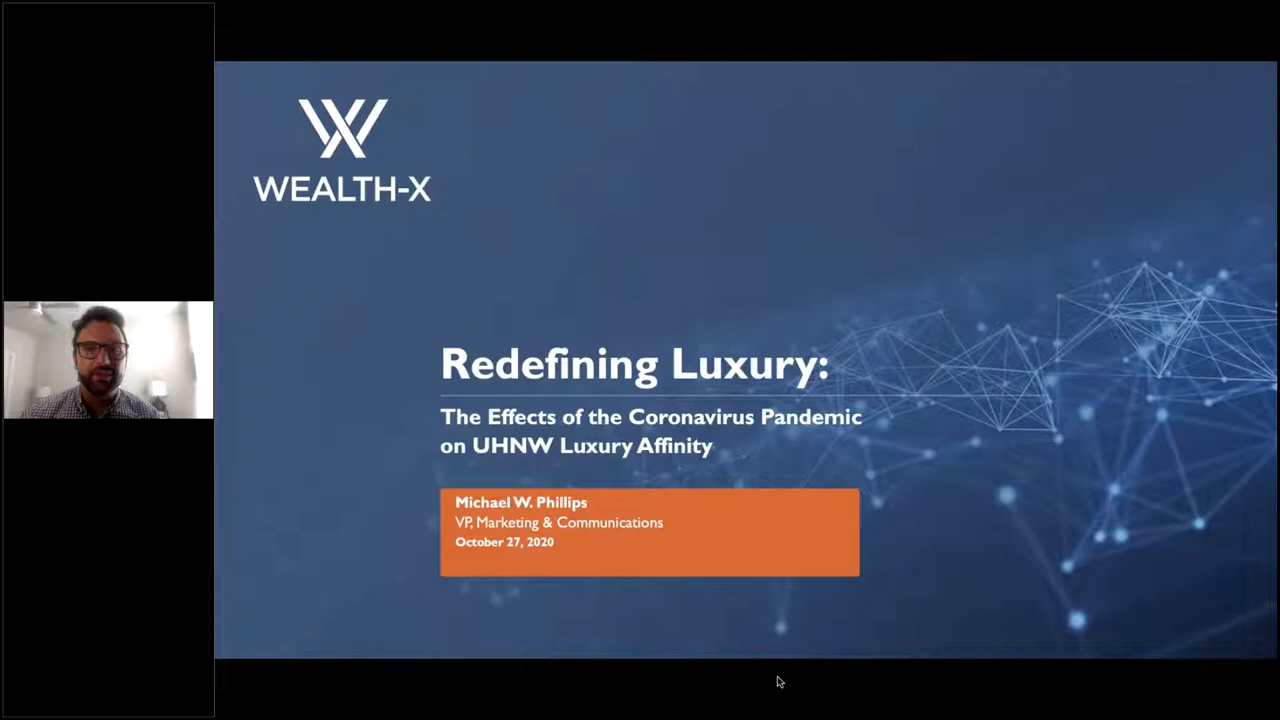 WEALTH-X
Redefining Luxury:
The Effects of the Coronavirus Pandemic
on UHNW Luxury Affinity
Michael W. Phillips
VP, Marketing & Communications
October 27, 2020